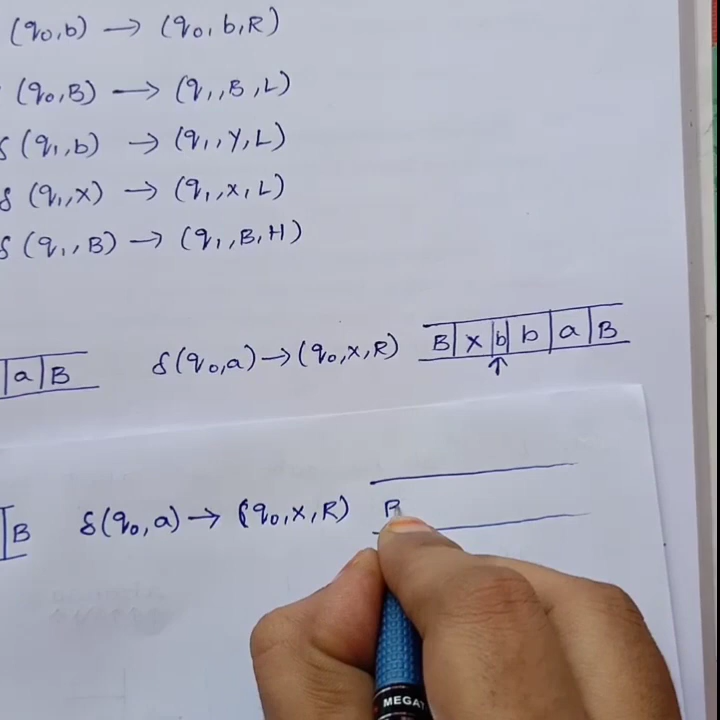 (q0,b) → (q0,b,R)
(q0,B) → (q1,B,L)
δ(q1,b) → (q1,Y,L)
δ(q1,x) → (q1,x,L)
δ(q1,B) → (q1,B,H)
a B δ(q0,a) → (q0,x,R) B x b b a B
↑
B δ(q0,a) → (q0,x,R) B
MEGA